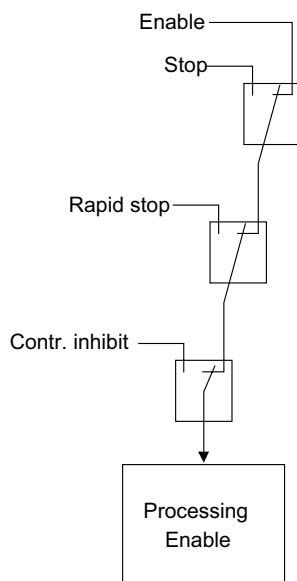 Enable
Stop
Rapid stop
Contr. inhibit
Processing
Enable